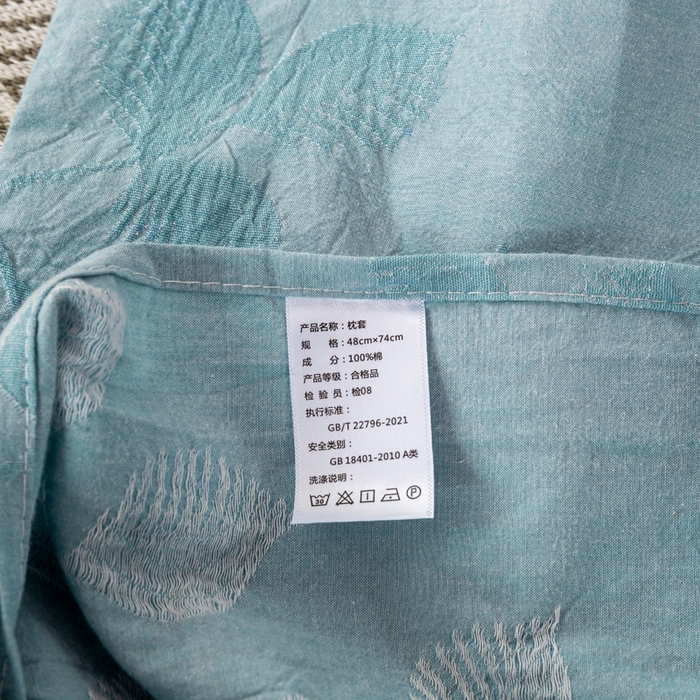 产品名称：枕套
规 格：48cm×74cm
成 分：100%棉
产品等级：合格品
检 验 员：检08
执行标准：
GB/T 22796-2021
安全类别：
GB 18401-2010 A类
洗涤说明：
30 P